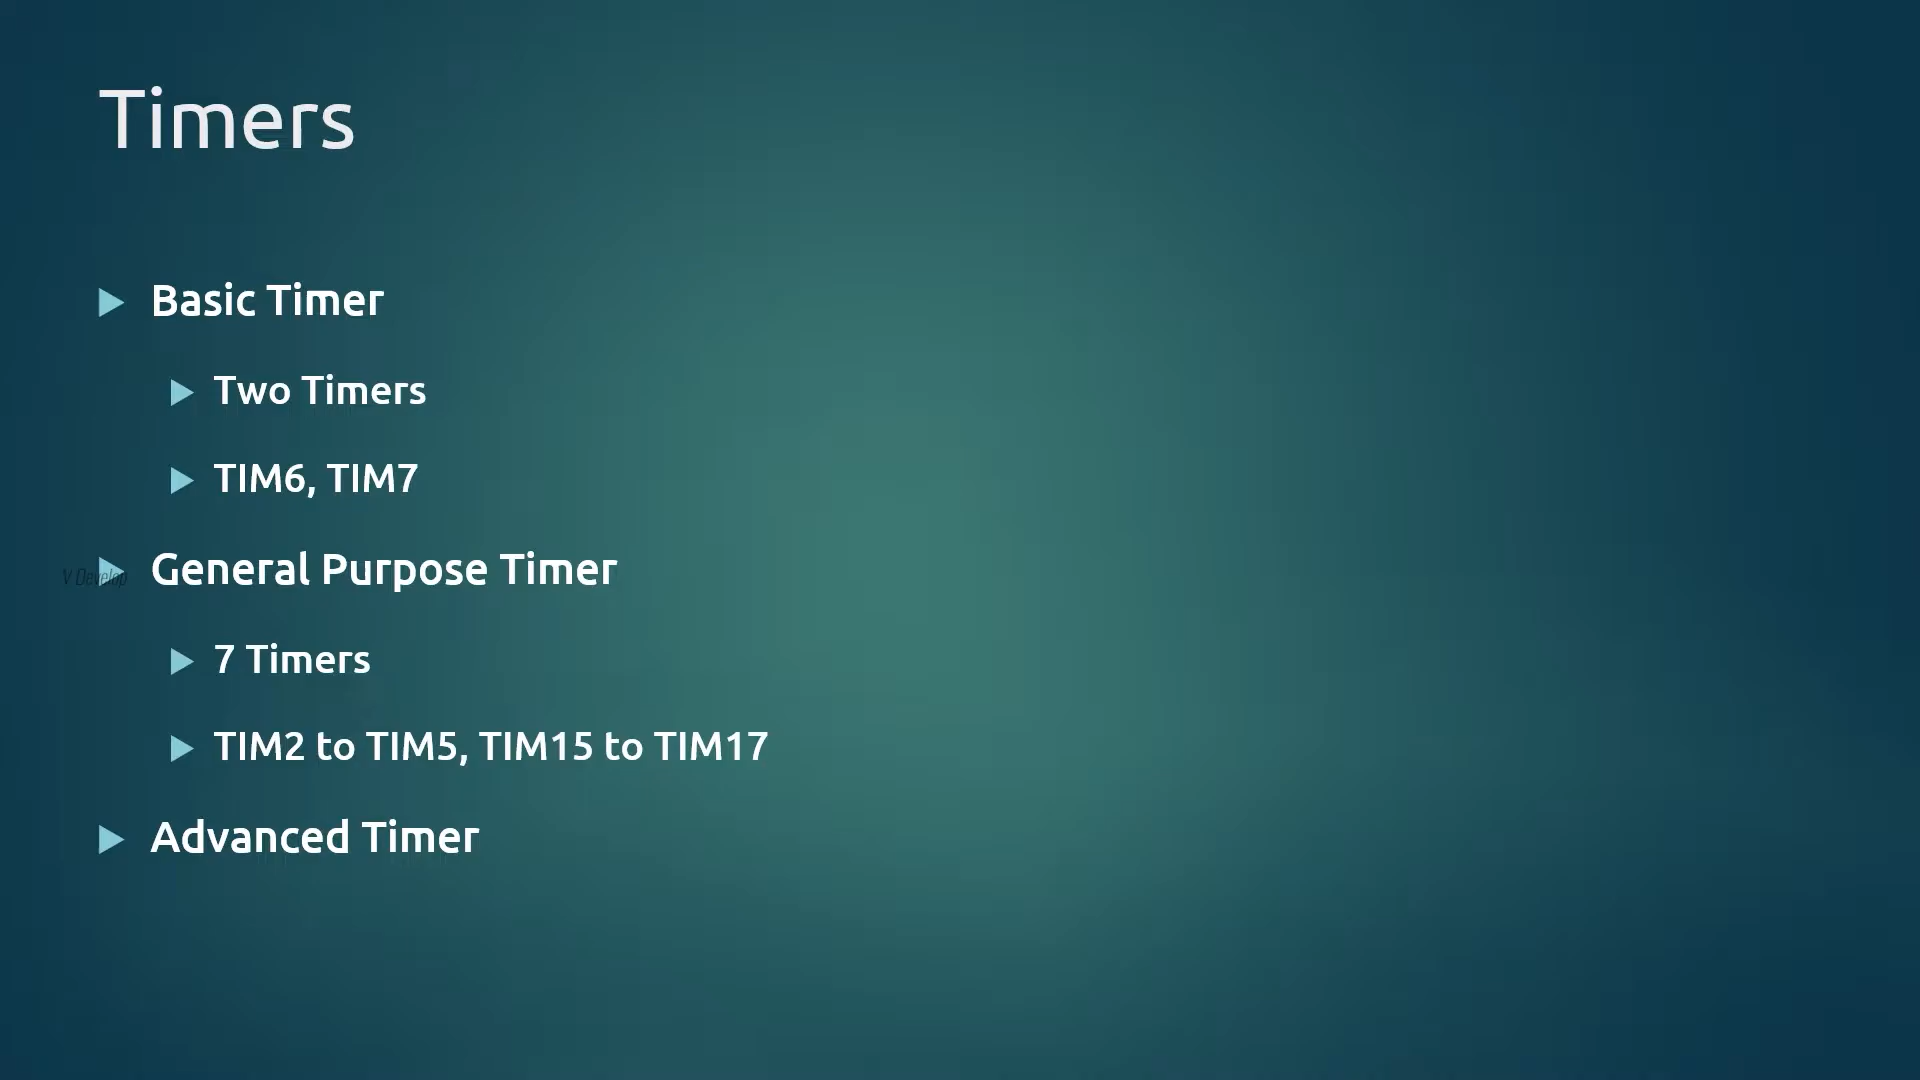 Timers
Basic Timer
Two Timers
TIM6, TIM7
General Purpose Timer
V Develop
7 Timers
TIM2 to TIM5, TIM15 to TIM17
Advanced Timer